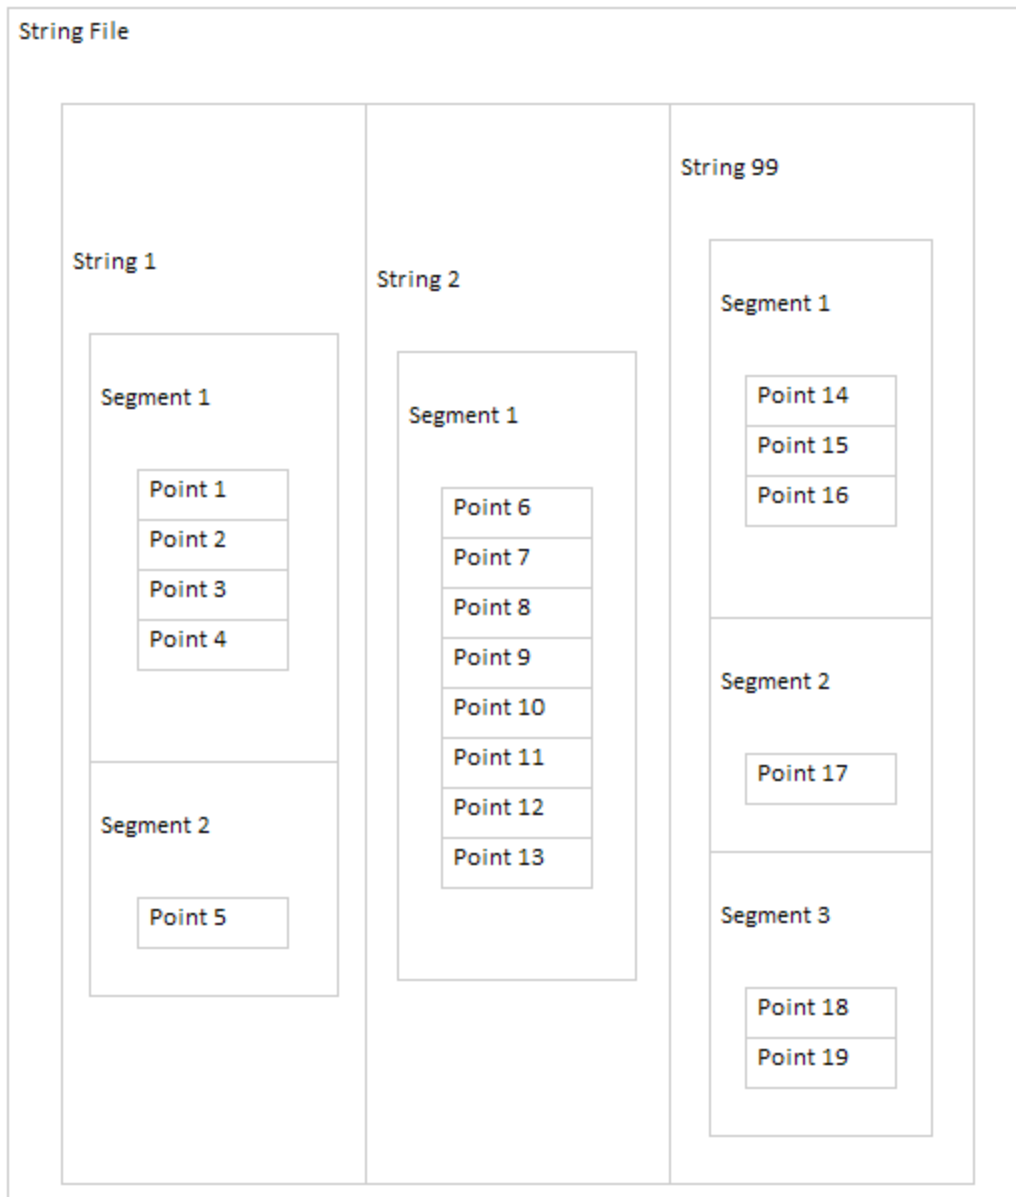 String File
String 1
Segment 1
Point 1
Point 2
Point 3
Point 4
Segment 2
Point 5
String 2
Segment 1
Point 6
Point 7
Point 8
Point 9
Point 10
Point 11
Point 12
Point 13
String 99
Segment 1
Point 14
Point 15
Point 16
Segment 2
Point 17
Segment 3
Point 18
Point 19